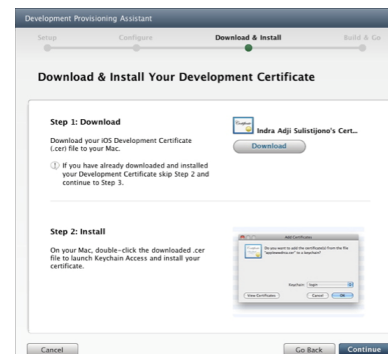 Development Provisioning Assistant
Setup Configure Download & Install Build & Go
Download & Install Your Development Certificate
Step 1: Download
Download your iOS Development Certificate
(.cer) file to your Mac.
If you have already downloaded and installed
your Development Certificate skip Step 2 and
continue to Step 3.
Indra Adji Sulistijono's Cert...
Download
Step 2: Install
On your Mac, double-click the downloaded .cer
file to launch Keychain Access and install your
certificate.
Add Certificates
Do you want to add the certificate(s) from the file
to a keychain?
Keychain: login
View Certificates Cancel OK
Cancel Go Back Continue